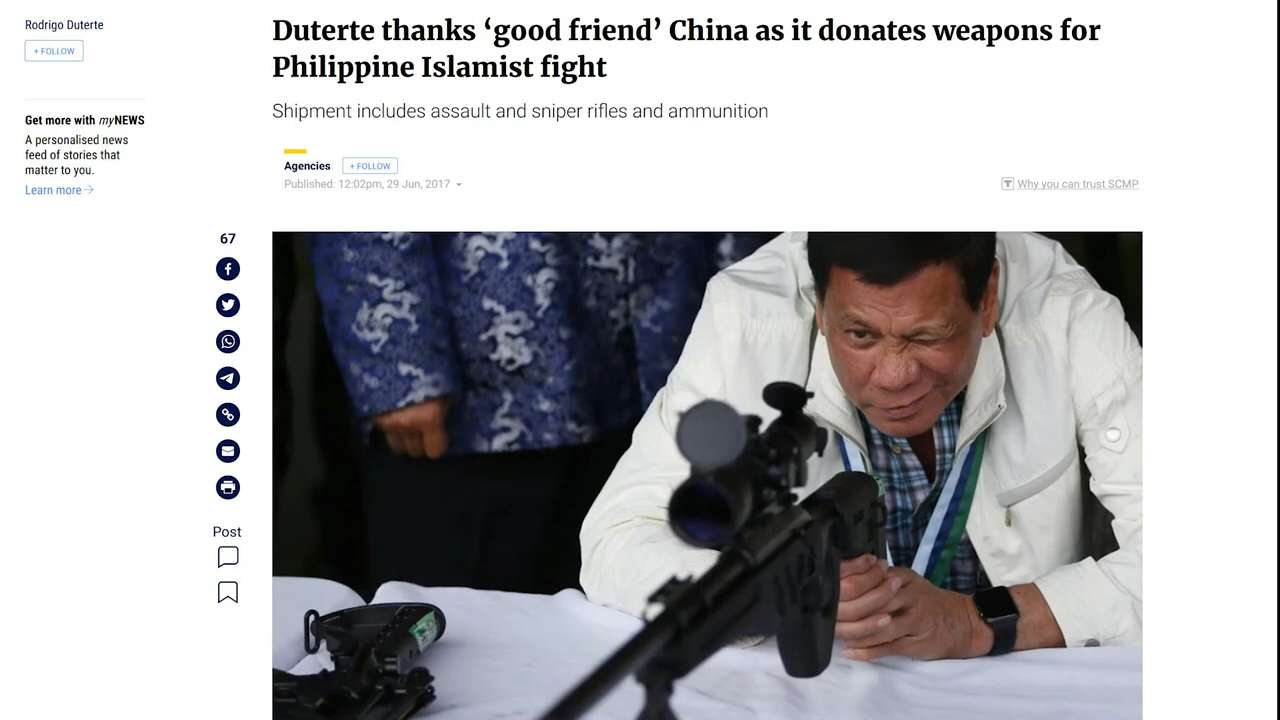 Rodrigo Duterte
+ FOLLOW
Get more with myNEWS
A personalised news
feed of stories that
matter to you.
Learn more
Duterte thanks ‘good friend’ China as it donates weapons for
Philippine Islamist fight
Shipment includes assault and sniper rifles and ammunition
Agencies
+ FOLLOW
Published: 12:02pm, 29 Jun, 2017
Why you can trust SCMP
67
Post